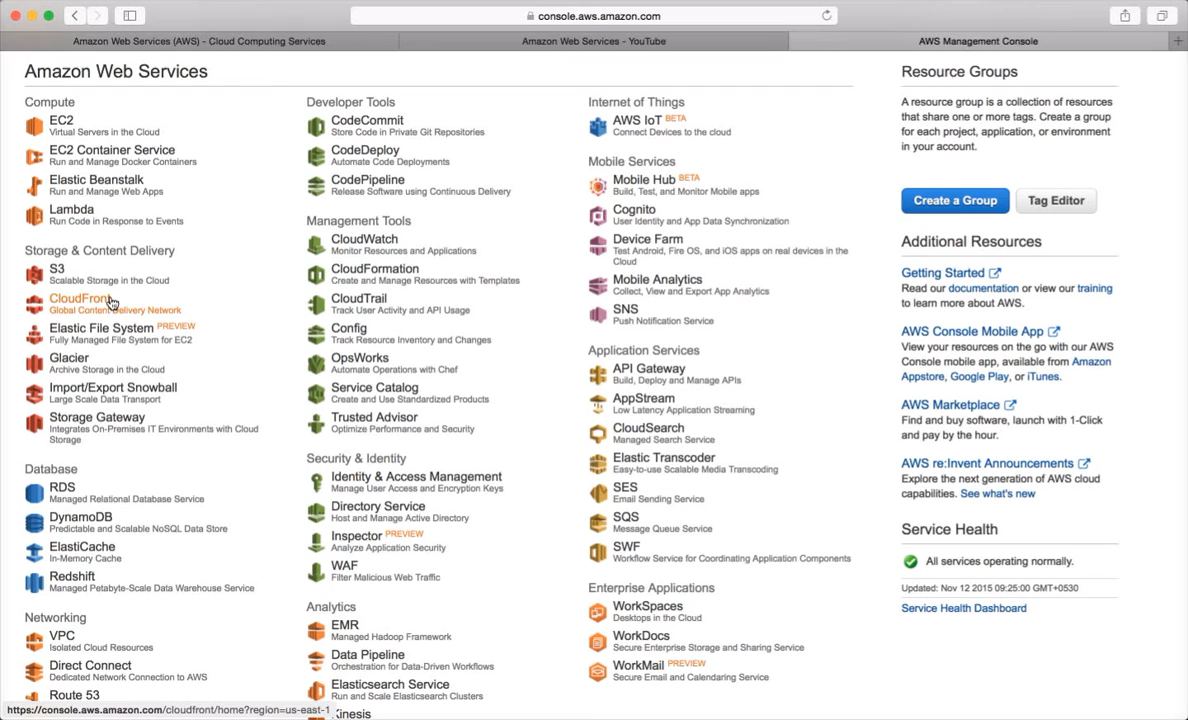 console.aws.amazon.com
Amazon Web Services (AWS) - Cloud Computing Services
Amazon Web Services - YouTube
AWS Management Console
Amazon Web Services
Compute
EC2
Virtual Servers in the Cloud
EC2 Container Service
Run and Manage Docker Containers
Elastic Beanstalk
Run and Manage Web Apps
Lambda
Run Code in Response to Events
Storage & Content Delivery
S3
Scalable Storage in the Cloud
CloudFront
Global Content Delivery Network
Elastic File System PREVIEW
Fully Managed File System for EC2
Glacier
Archive Storage in the Cloud
Import/Export Snowball
Large Scale Data Transport
Storage Gateway
Integrates On-Premises IT Environments with Cloud
Storage
Database
RDS
Managed Relational Database Service
DynamoDB
Predictable and Scalable NoSQL Data Store
ElastiCache
In-Memory Cache
Redshift
Managed Petabyte-Scale Data Warehouse Service
Networking
VPC
Isolated Cloud Resources
Direct Connect
Dedicated Network Connection to AWS
Route 53
https://console.aws.amazon.com/cloudfront/home?region=us-east-1
Developer Tools
CodeCommit
Store Code in Private Git Repositories
CodeDeploy
Automate Code Deployments
CodePipeline
Release Software using Continuous Delivery
Management Tools
CloudWatch
Monitor Resources and Applications
CloudFormation
Create and Manage Resources with Templates
CloudTrail
Track User Activity and API Usage
Config
Track Resource Inventory and Changes
OpsWorks
Automate Operations with Chef
Service Catalog
Create and Use Standardized Products
Trusted Advisor
Optimize Performance and Security
Security & Identity
Identity & Access Management
Manage User Access and Encryption Keys
Directory Service
Host and Manage Active Directory
Inspector PREVIEW
Analyze Application Security
WAF
Filter Malicious Web Traffic
Analytics
EMR
Managed Hadoop Framework
Data Pipeline
Orchestration for Data-Driven Workflows
Elasticsearch Service
Run and Scale Elasticsearch Clusters
Kinesis
Internet of Things
AWS IoT BETA
Connect Devices to the cloud
Mobile Services
Mobile Hub BETA
Build, Test, and Monitor Mobile apps
Cognito
User Identity and App Data Synchronization
Device Farm
Test Android, Fire OS, and iOS apps on real devices in the
Cloud
Mobile Analytics
Collect, View and Export App Analytics
SNS
Push Notification Service
Application Services
API Gateway
Build, Deploy and Manage APIs
AppStream
Low Latency Application Streaming
CloudSearch
Managed Search Service
Elastic Transcoder
Easy-to-use Scalable Media Transcoding
SES
Email Sending Service
SQS
Message Queue Service
SWF
Workflow Service for Coordinating Application Components
Enterprise Applications
WorkSpaces
Desktops in the Cloud
WorkDocs
Secure Enterprise Storage and Sharing Service
WorkMail PREVIEW
Secure Email and Calendaring Service
Resource Groups
A resource group is a collection of resources
that share one or more tags. Create a group
for each project, application, or environment
in your account.
Create a Group
Tag Editor
Additional Resources
Getting Started
Read our documentation or view our training
to learn more about AWS.
AWS Console Mobile App
View your resources on the go with our AWS
Console mobile app, available from Amazon
Appstore, Google Play, or iTunes.
AWS Marketplace
Find and buy software, launch with 1-Click
and pay by the hour.
AWS re:Invent Announcements
Explore the next generation of AWS cloud
capabilities. See what's new
Service Health
All services operating normally.
Updated: Nov 12 2015 09:25:00 GMT+0530
Service Health Dashboard